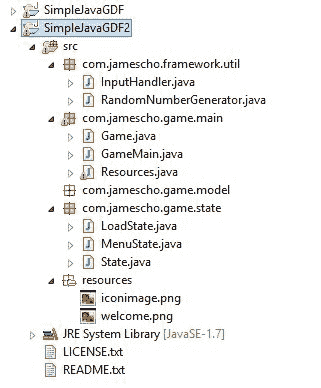 SimpleJavaGDF
SimpleJavaGDF2
src
com.jamescho.framework.util
InputHandler.java
RandomNumberGenerator.java
com.jamescho.game.main
Game.java
GameMain.java
Resources.java
com.jamescho.game.model
com.jamescho.game.state
LoadState.java
MenuState.java
State.java
resources
iconimage.png
welcome.png
JRE System Library [JavaSE-1.7]
LICENSE.txt
README.txt